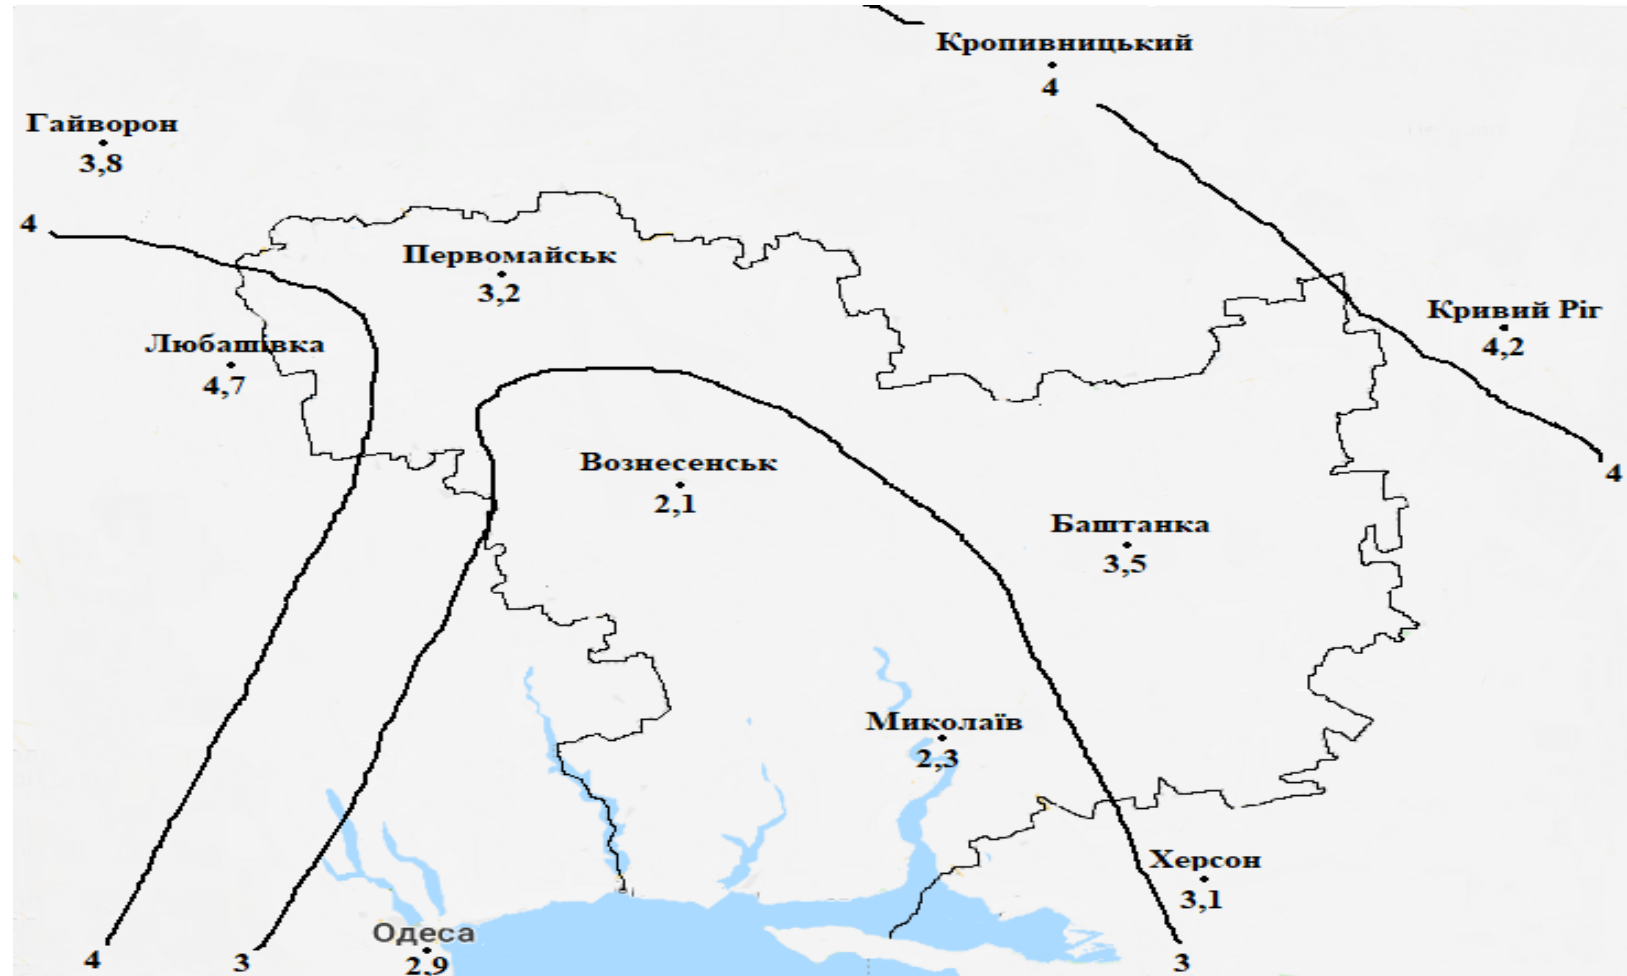 Кропивницький
4
Гайворон
3,8
4
Первомайськ
3,2
Кривий Ріг
4,2
Любашівка
4,7
Вознесенськ
2,1
4
Баштанка
3,5
Миколаїв
2,3
Херсон
3,1
Одеса
2,9
4
3
3